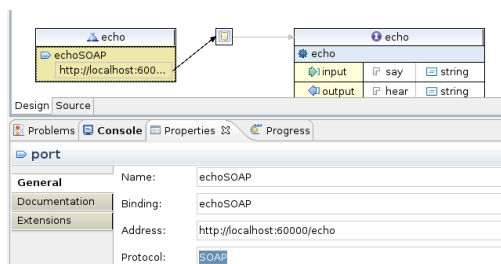 echo
echo
echoSOAP
echo
http://localhost:600...
input say string
output hear string
Design Source
Problems Console Properties Progress
port
General
Name: echoSOAP
Documentation
Binding: echoSOAP
Extensions
Address: http://localhost:60000/echo
Protocol: SOAP